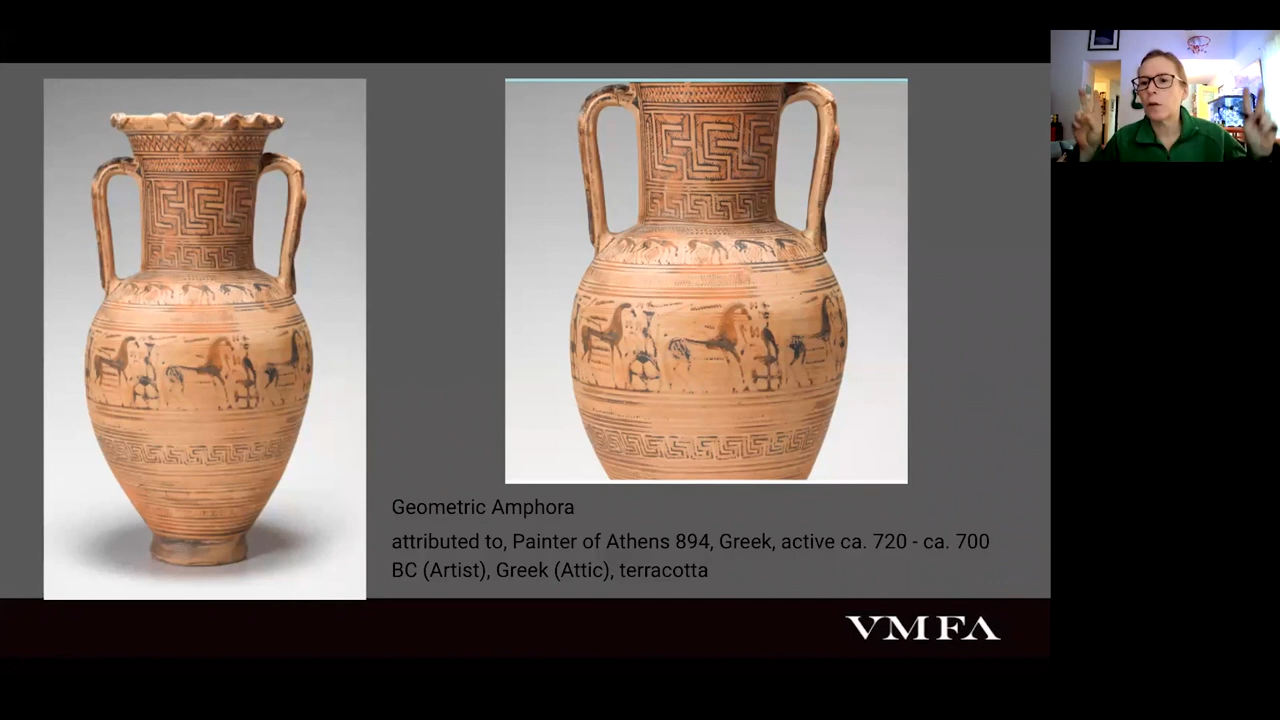 Geometric Amphora
attributed to, Painter of Athens 894, Greek, active ca. 720 - ca. 700
BC (Artist), Greek (Attic), terracotta
VMFA